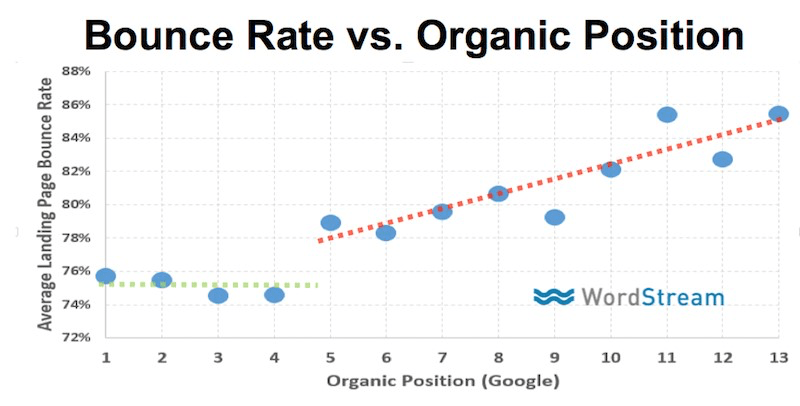 Bounce Rate vs. Organic Position
Average Landing Page Bounce Rate
88%
86%
84%
82%
80%
78%
76%
74%
72%
WordStream
1 2 3 4 5 6 7 8 9 10 11 12 13
Organic Position (Google)